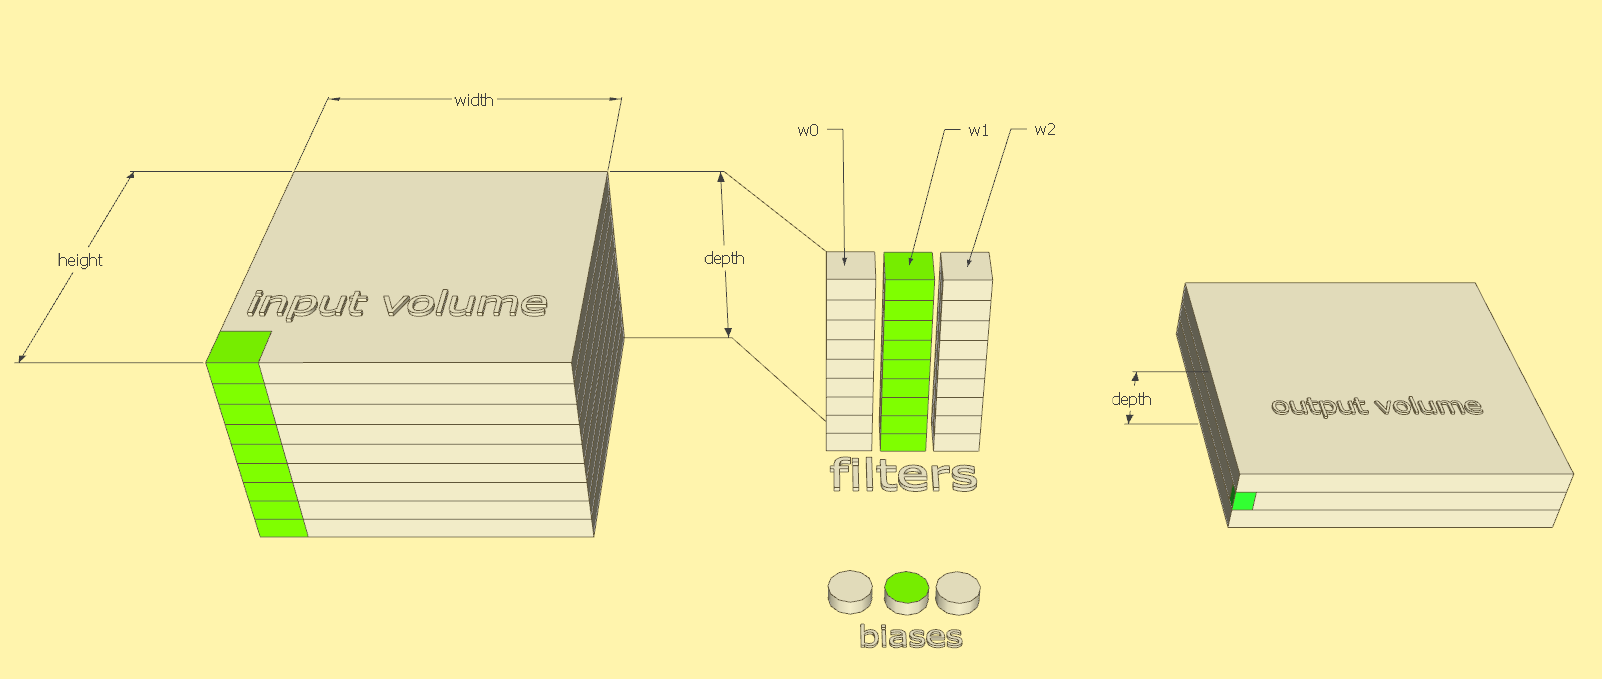 width
w0
w1
w2
height
depth
input volume
depth
output volume
filters
biases